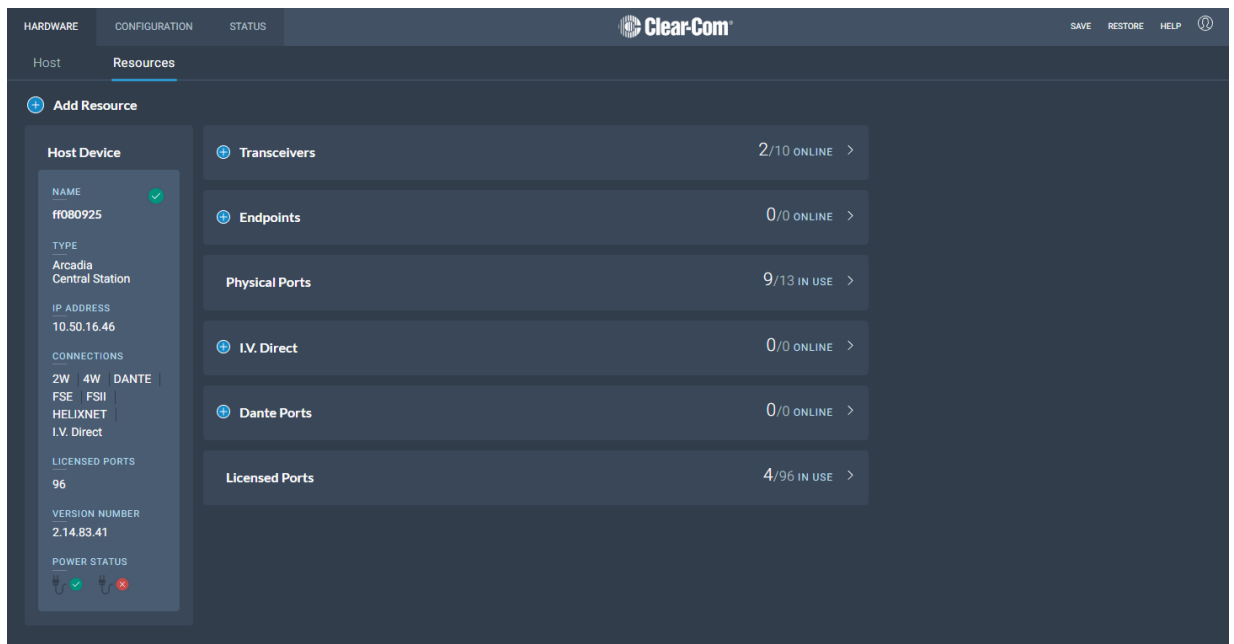 HARDWARE CONFIGURATION STATUS Clear-Com® SAVE RESTORE HELP
Host Resources
Add Resource
Host Device
NAME
ff080925
TYPE
Arcadia
Central Station
IP ADDRESS
10.50.16.46
CONNECTIONS
2W 4W DANTE
FSE FSII
HELIXNET
I.V. Direct
LICENSED PORTS
96
VERSION NUMBER
2.14.83.41
POWER STATUS
Transceivers 2/10 ONLINE
Endpoints 0/0 ONLINE
Physical Ports 9/13 IN USE
I.V. Direct 0/0 ONLINE
Dante Ports 0/0 ONLINE
Licensed Ports 4/96 IN USE